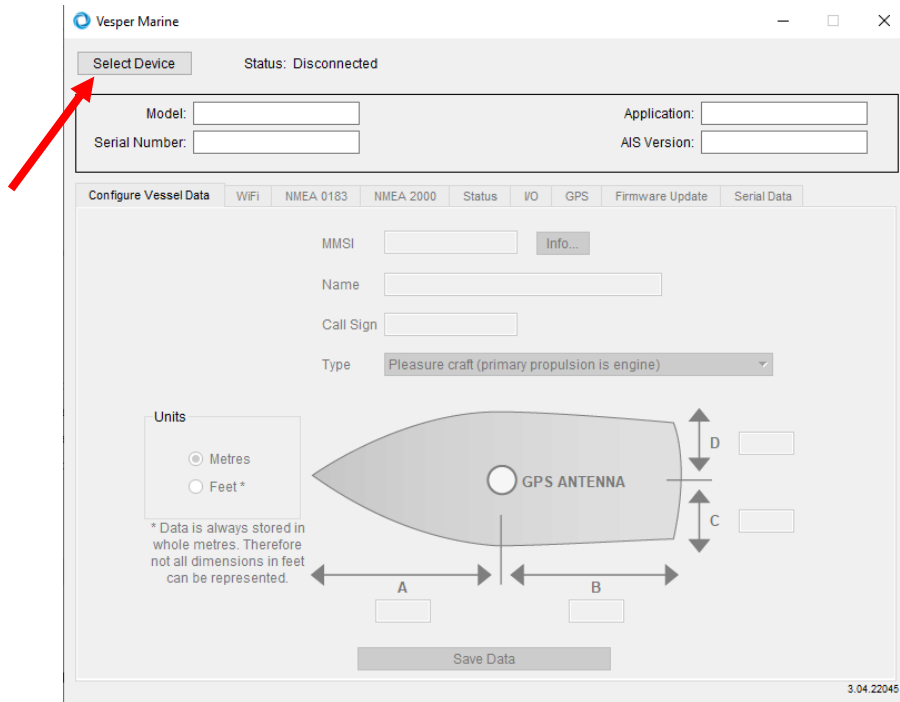 Vesper Marine
Select Device
Status: Disconnected
Model:
Application:
Serial Number:
AIS Version:
Configure Vessel Data WiFi NMEA 0183 NMEA 2000 Status I/O GPS Firmware Update Serial Data
MMSI
Info...
Name
Call Sign
Type
Pleasure craft (primary propulsion is engine)
Units
Metres
Feet *
* Data is always stored in
whole metres. Therefore
not all dimensions in feet
can be represented.
GPS ANTENNA
D
C
A
B
Save Data
3.04.22045